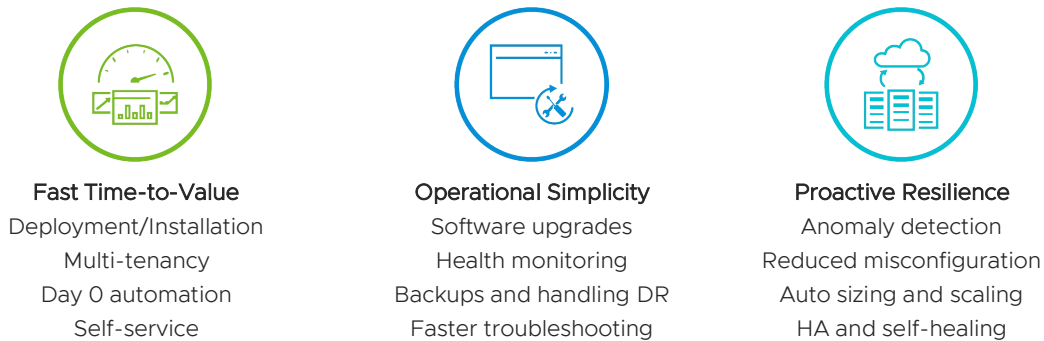 Fast Time-to-Value
Deployment/Installation
Multi-tenancy
Day 0 automation
Self-service
Operational Simplicity
Software upgrades
Health monitoring
Backups and handling DR
Faster troubleshooting
Proactive Resilience
Anomaly detection
Reduced misconfiguration
Auto sizing and scaling
HA and self-healing